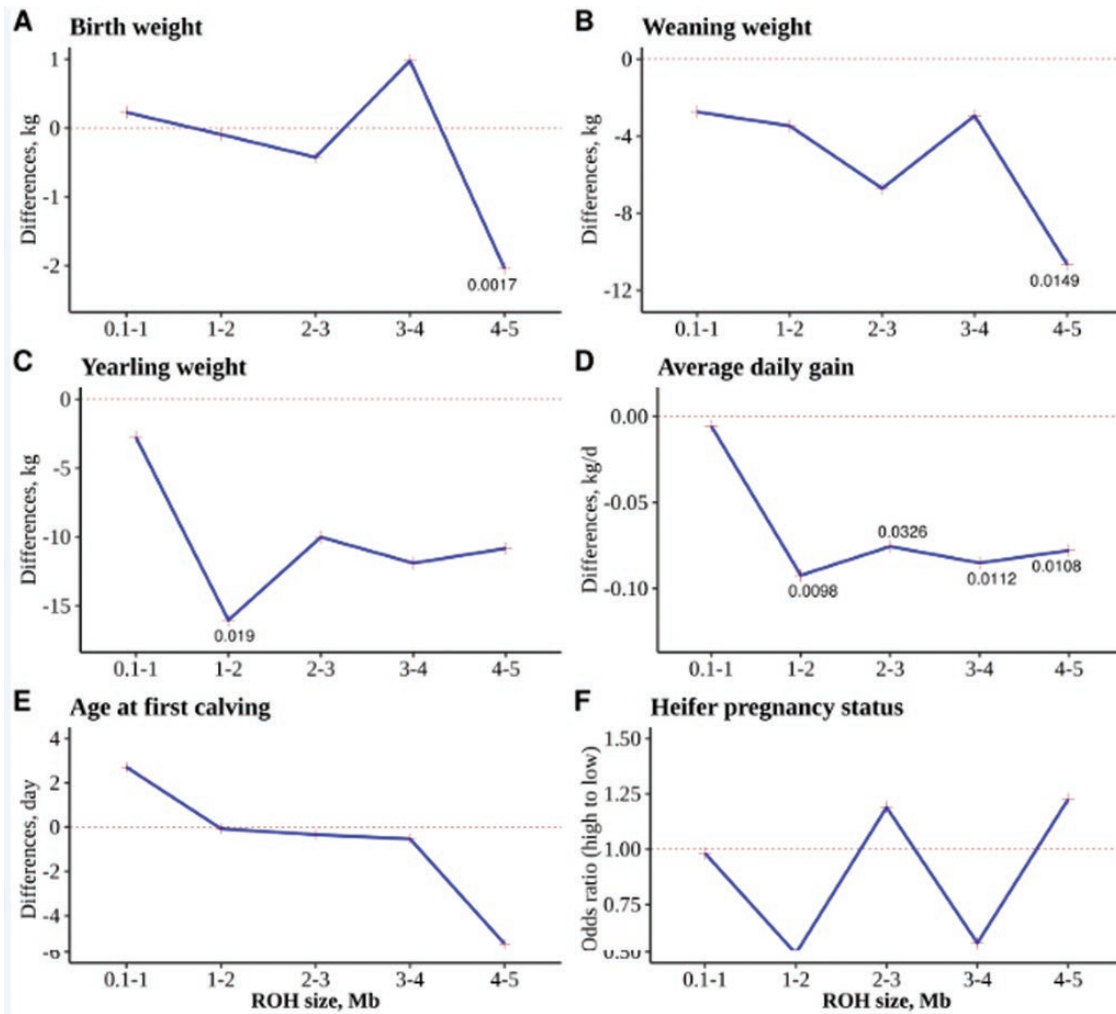 A Birth weight
1
0
-1
-2
Differences, kg
0.0017
0.1-1 1-2 2-3 3-4 4-5
B Weaning weight
0
-4
-8
-12
Differences, kg
0.0149
0.1-1 1-2 2-3 3-4 4-5
C Yearling weight
0
-5
-10
-15
Differences, kg
0.019
0.1-1 1-2 2-3 3-4 4-5
D Average daily gain
0.00
-0.05
-0.10
Differences, kg/d
0.0098
0.0326
0.0112
0.0108
0.1-1 1-2 2-3 3-4 4-5
E Age at first calving
4
2
0
-2
-4
-6
Differences, day
0.1-1 1-2 2-3 3-4 4-5
ROH size, Mb
F Heifer pregnancy status
1.50
1.25
1.00
0.75
0.50
Odds ratio (high to low)
0.1-1 1-2 2-3 3-4 4-5
ROH size, Mb